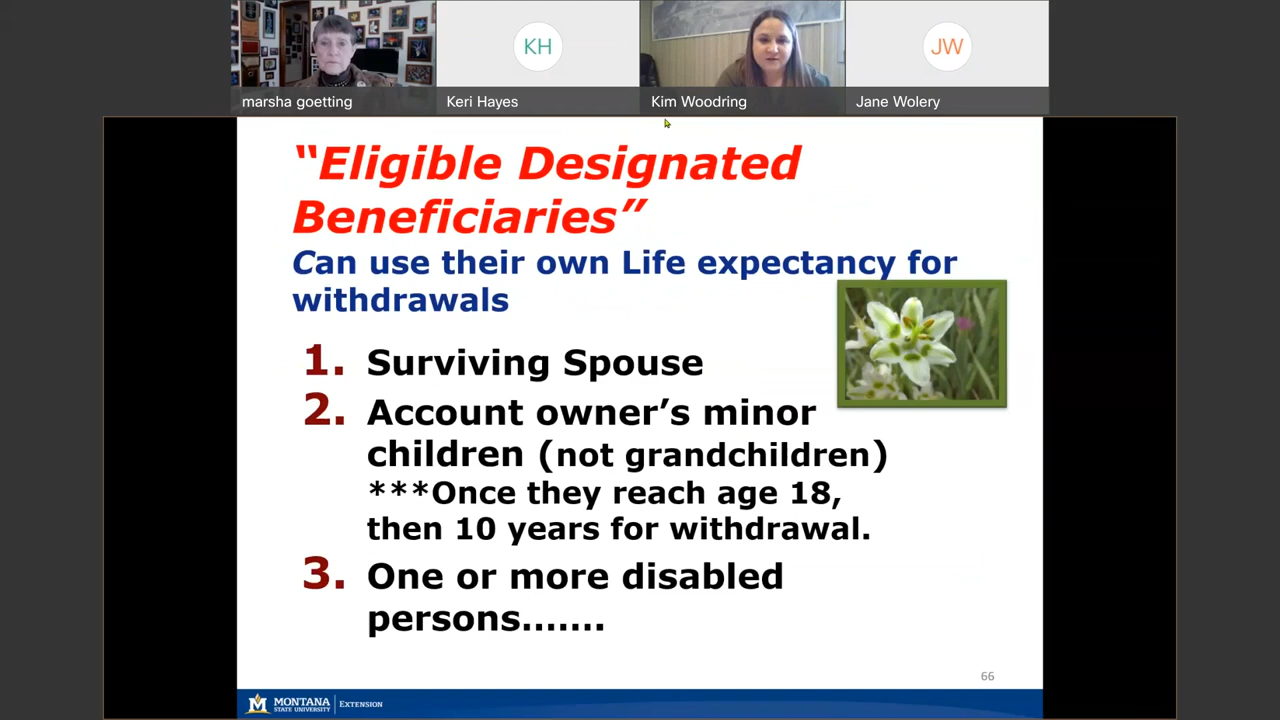 marsha goetting
KH
Keri Hayes
Kim Woodring
JW
Jane Wolery
“Eligible Designated
Beneficiaries”
Can use their own Life expectancy for
withdrawals
1. Surviving Spouse
2. Account owner’s minor
children (not grandchildren)
***Once they reach age 18,
then 10 years for withdrawal.
3. One or more disabled
persons.......
66
MONTANA
STATE UNIVERSITY
EXTENSION